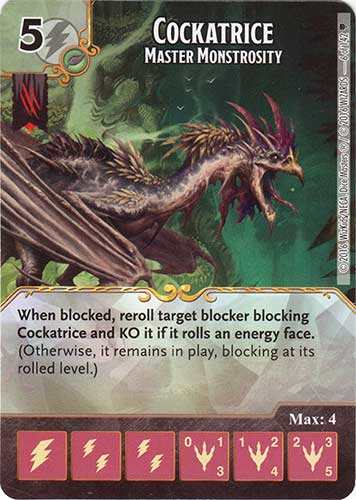 5
COCKATRICE
MASTER MONSTROSITY
When blocked, reroll target blocker blocking
Cockatrice and KO it if it rolls an energy face.
(Otherwise, it remains in play, blocking at its
rolled level.)
Max: 4
0 1 3
1 2 4
2 3 5